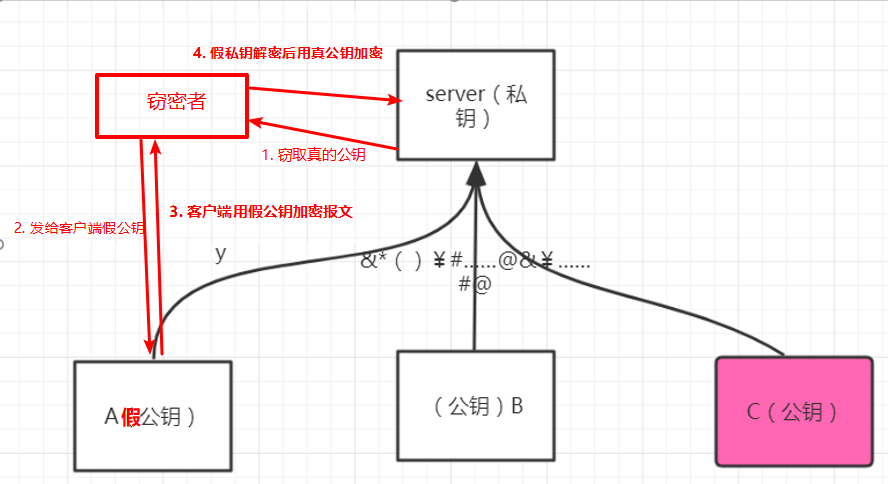 4. 假私钥解密后用真公钥加密
窃密者
server（私
钥）
1. 窃取真的公钥
3. 客户端用假公钥加密报文
2. 发给客户端假公钥
y
&*（）￥#……@&￥……
#@
A假公钥）
（公钥）B
C（公钥）